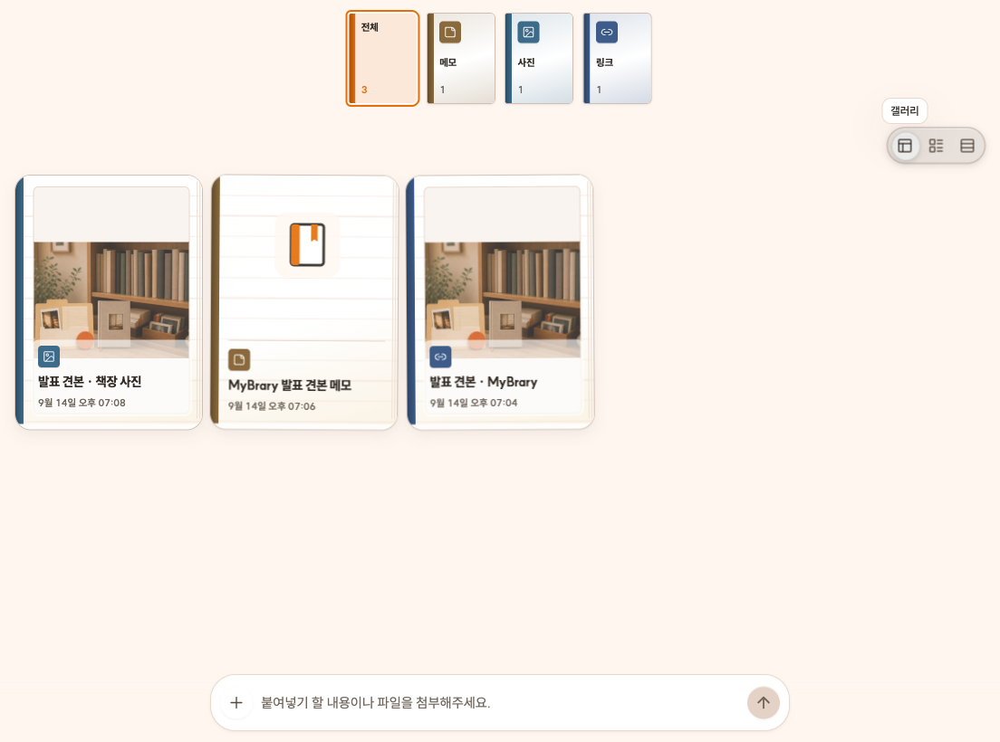 전체
3
메모
1
사진
1
링크
1
갤러리
발표 견본 · 책장 사진
9월 14일 오후 07:08
MyBrary 발표 견본 메모
9월 14일 오후 07:06
발표 견본 · MyBrary
9월 14일 오후 07:04
붙여넣기 할 내용이나 파일을 첨부해주세요.